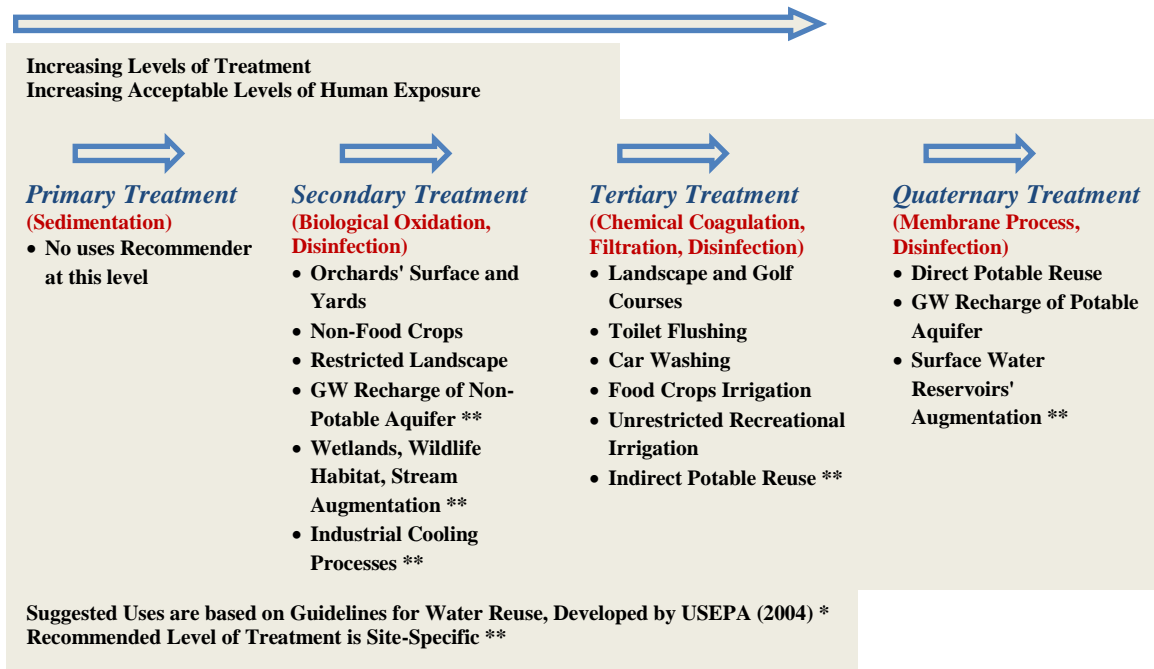 Increasing Levels of Treatment
Increasing Acceptable Levels of Human Exposure
Primary Treatment
(Sedimentation)
• No uses Recommender
at this level
Secondary Treatment
(Biological Oxidation,
Disinfection)
• Orchards' Surface and
Yards
• Non-Food Crops
• Restricted Landscape
• GW Recharge of Non-
Potable Aquifer **
• Wetlands, Wildlife
Habitat, Stream
Augmentation **
• Industrial Cooling
Processes **
Tertiary Treatment
(Chemical Coagulation,
Filtration, Disinfection)
• Landscape and Golf
Courses
• Toilet Flushing
• Car Washing
• Food Crops Irrigation
• Unrestricted Recreational
Irrigation
• Indirect Potable Reuse **
Quaternary Treatment
(Membrane Process,
Disinfection)
• Direct Potable Reuse
• GW Recharge of Potable
Aquifer
• Surface Water
Reservoirs'
Augmentation **
Suggested Uses are based on Guidelines for Water Reuse, Developed by USEPA (2004) *
Recommended Level of Treatment is Site-Specific **